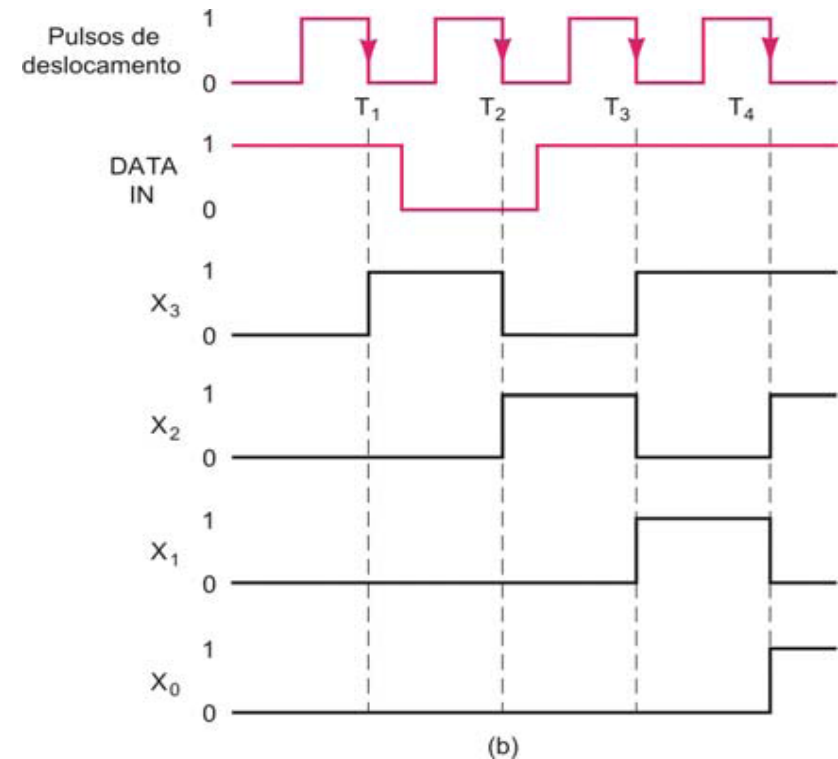 1
Pulsos de
deslocamento
0
T1 T2 T3 T4
1
DATA
IN
0
1
X3
0
1
X2
0
1
X1
0
1
X0
0
(b)